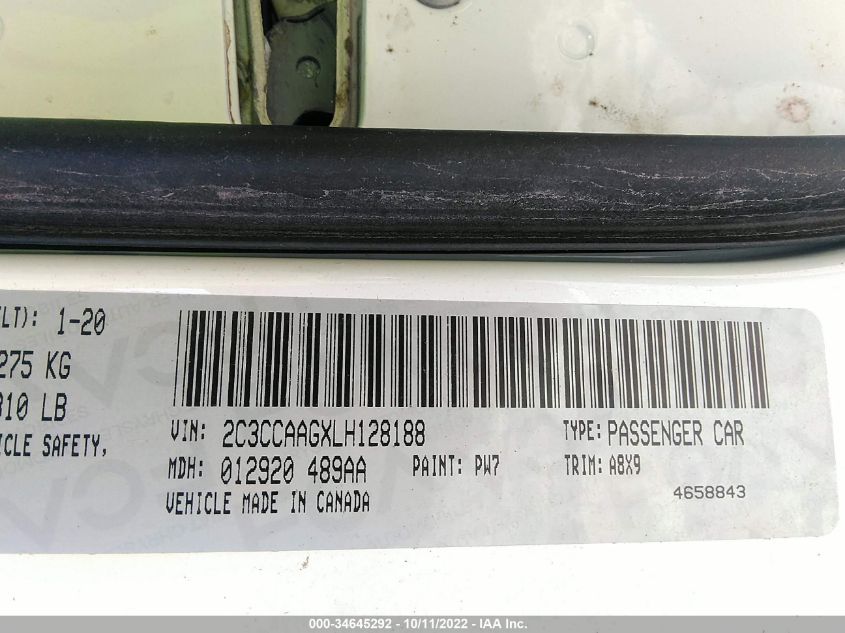 LT): 1-20
275 KG
310 LB
ICLE SAFETY,
VIN: 2C3CCAAGXLH128188 TYPE: PASSENGER CAR
MDH: 012920 489AA PAINT: PW7 TRIM: A8X9
VEHICLE MADE IN CANADA 4658843
000-34645292 - 10/11/2022 - IAA Inc.